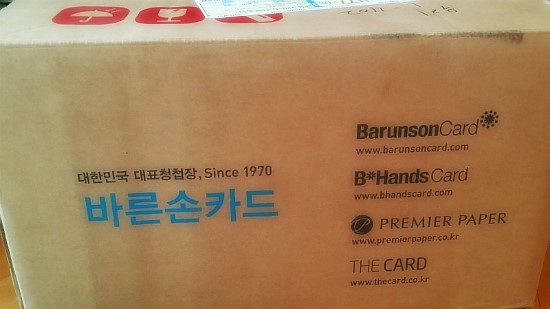 대한민국 대표청첩장, Since 1970
바른손카드
BarunsonCard
www.barunsoncard.com
B*HandsCard
www.bhandscard.com
PREMIER PAPER
www.premierpaper.co.kr
THE CARD
www.thecard.co.kr